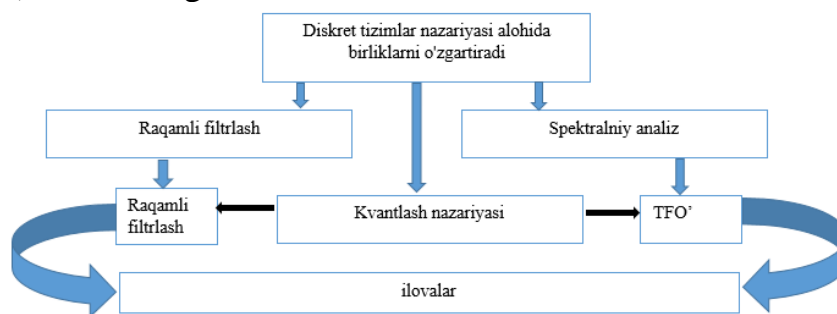 Diskret tizimlar nazariyasi alohida
birliklarni o'zgartiradi
Raqamli filtrlash
Spektralniy analiz
Raqamli
filtrlash
Kvantlash nazariyasi
TFO’
ilovalar